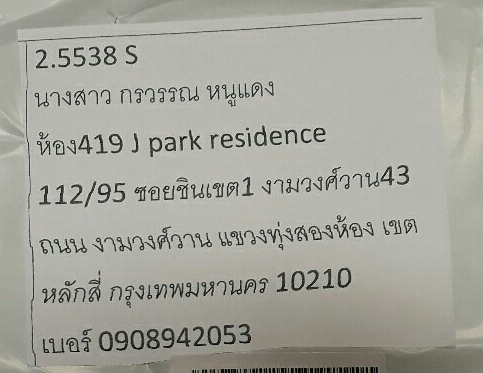 2.5538 S
นางสาว กรวรรณ หนูแดง
ห้อง419 J park residence
112/95 ซอยชินเขต1 งามวงศ์วาน43
ถนน งามวงศ์วาน แขวงทุ่งสองห้อง เขต
หลักสี่ กรุงเทพมหานคร 10210
เบอร์ 0908942053